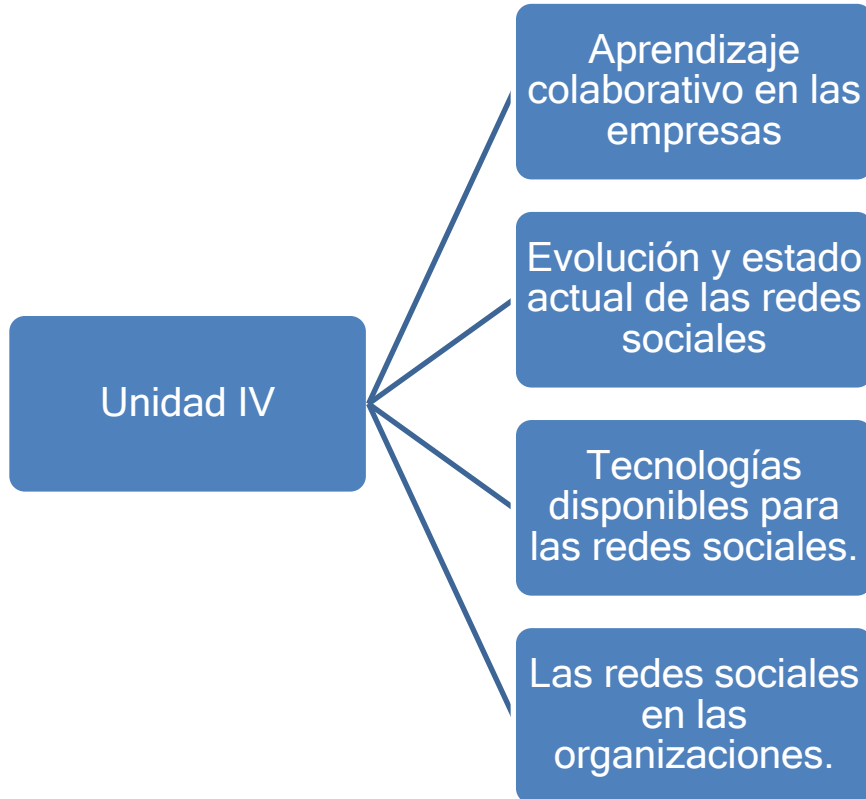 Aprendizaje
colaborativo en las
empresas
Evolución y estado
actual de las redes
sociales
Unidad IV
Tecnologías
disponibles para
las redes sociales.
Las redes sociales
en las
organizaciones.